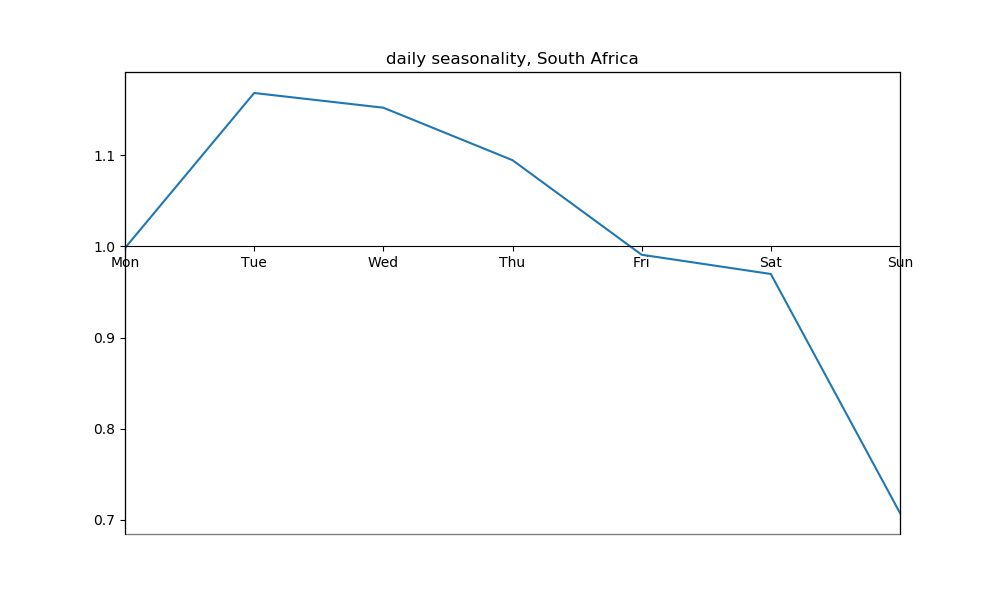 daily seasonality, South Africa
1.1
1.0
Mon Tue Wed Thu Fri Sat Sun
0.9
0.8
0.7